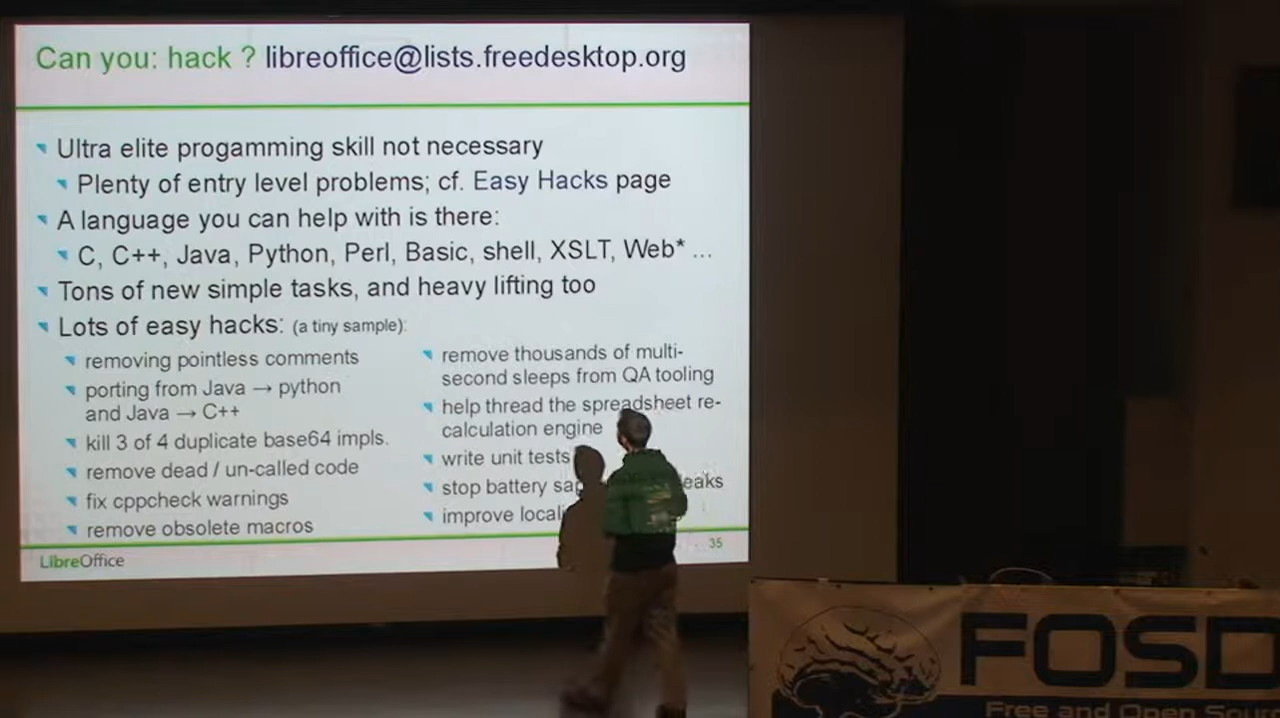 Can you: hack ? libreoffice@lists.freedesktop.org
Ultra elite progamming skill not necessary
Plenty of entry level problems; cf. Easy Hacks page
A language you can help with is there:
C, C++, Java, Python, Perl, Basic, shell, XSLT, Web* ...
Tons of new simple tasks, and heavy lifting too
Lots of easy hacks: (a tiny sample):
removing pointless comments
porting from Java → python
and Java → C++
kill 3 of 4 duplicate base64 impls.
remove dead / un-called code
fix cppcheck warnings
remove obsolete macros
remove thousands of multi-
second sleeps from QA tooling
help thread the spreadsheet re-
calculation engine
write unit tests
stop battery
improve
LibreOffice
35
FOSD
Free and Open